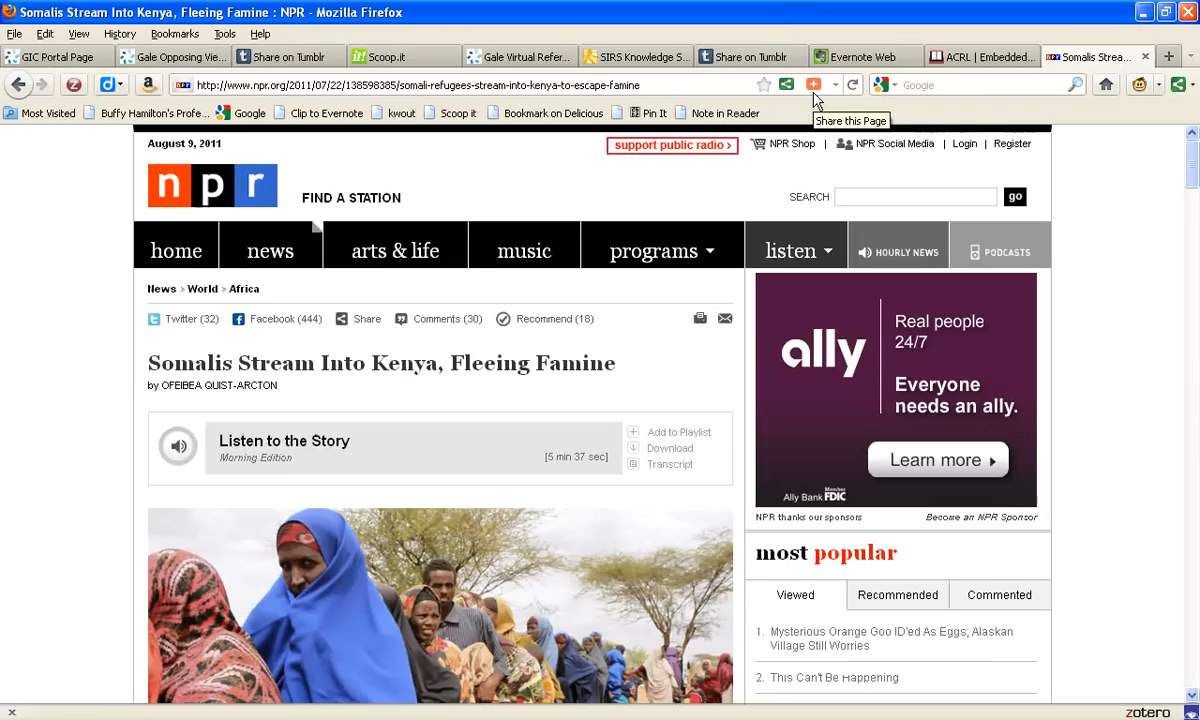 Somalis Stream Into Kenya, Fleeing Famine : NPR - Mozilla Firefox
File Edit View History Bookmarks Tools Help
GIC Portal Page
Gale Opposing Vie...
Share on Tumblr
Scoop.it
Gale Virtual Refer...
SIRS Knowledge S...
Share on Tumblr
Evernote Web
ACRL | Embedded...
Somalis Strea...
http://www.npr.org/2011/07/22/138598385/somali-refugees-stream-into-kenya-to-escape-famine
Google
Most Visited
Buffy Hamilton's Profe...
Google
Clip to Evernote
kwout
Scoop it
Bookmark on Delicious
Pin It
Note in Reader
Share this Page
August 9, 2011
support public radio ›
NPR Shop | NPR Social Media | Login | Register
npr
FIND A STATION
SEARCH
go
home
news
arts & life
music
programs
listen
HOURLY NEWS
PODCASTS
News > World > Africa
Twitter (32)
Facebook (444)
Share
Comments (30)
Recommend (18)
Somalis Stream Into Kenya, Fleeing Famine
by OFEIBEA QUIST-ARCTON
Listen to the Story
Morning Edition
[5 min 37 sec]
Add to Playlist
Download
Transcript
ally
Real people
24/7
Everyone
needs an ally.
Learn more
Ally Bank Member FDIC
NPR thanks our sponsors
Become an NPR Sponsor
most popular
Viewed
Recommended
Commented
1. Mysterious Orange Goo ID'ed As Eggs; Alaskan
Village Still Worries
2. This Can't Be Happening
zotero